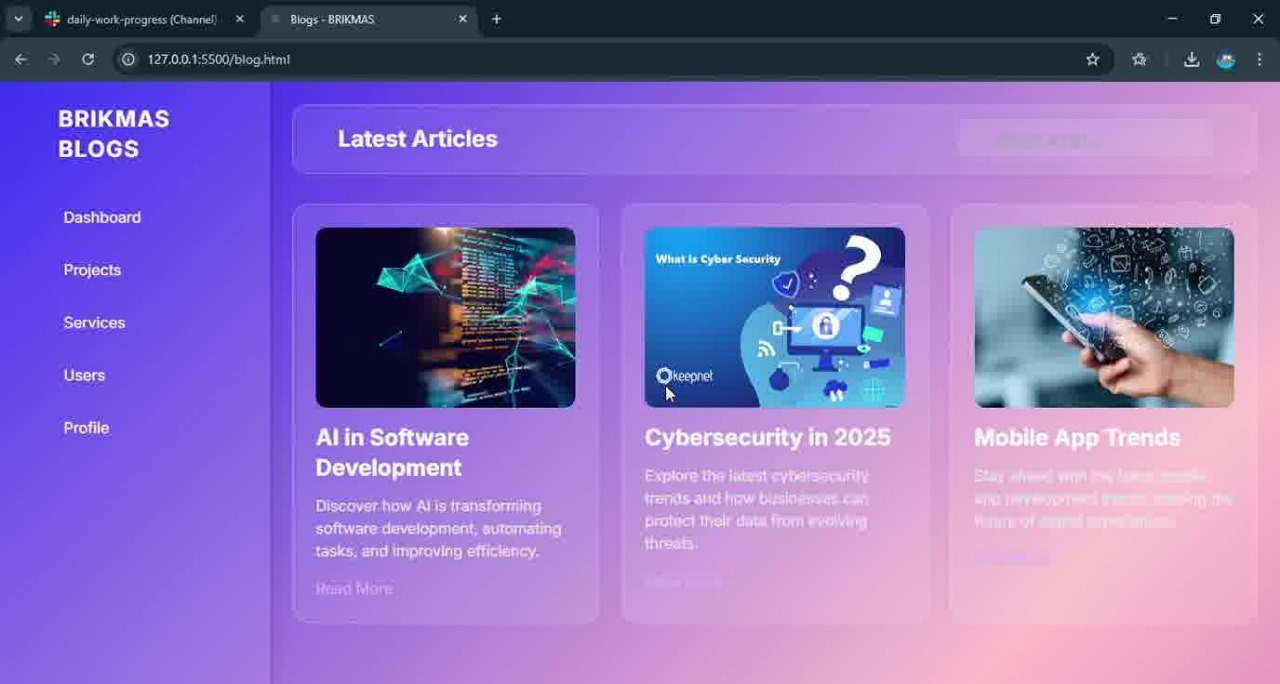 daily-work-progress (Channel)
Blogs - BRIKMAS
127.0.0.1:5500/blog.html
BRIKMAS
BLOGS
Dashboard
Projects
Services
Users
Profile
Latest Articles
AI in Software
Development
Discover how AI is transforming
software development, automating
tasks, and improving efficiency.
Read More
What is Cyber Security
keepnet
Cybersecurity in 2025
Explore the latest cybersecurity
trends and how businesses can
protect their data from evolving
threats.
Read More
Mobile App Trends
Stay ahead with the latest mobile
app development trends shaping the
future of digital experiences.